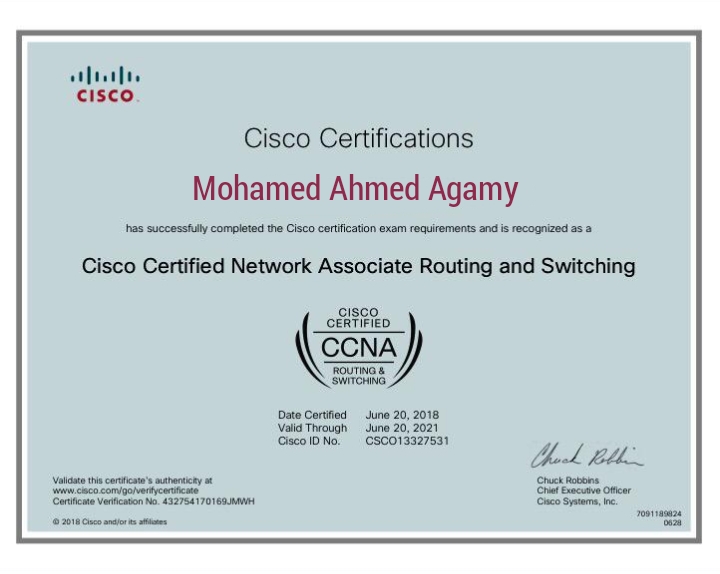 CISCO
Cisco Certifications
Mohamed Ahmed Agamy
has successfully completed the Cisco certification exam requirements and is recognized as a
Cisco Certified Network Associate Routing and Switching
CISCO
CERTIFIED
CCNA
ROUTING &
SWITCHING
Date Certified June 20, 2018
Valid Through June 20, 2021
Cisco ID No. CSCO13327531
Chuck Robbins
Validate this certificate's authenticity at
www.cisco.com/go/verifycertificate
Certificate Verification No. 432754170169JMWH
© 2018 Cisco and/or its affiliates
Chuck Robbins
Chief Executive Officer
Cisco Systems, Inc.
7091189824
0628